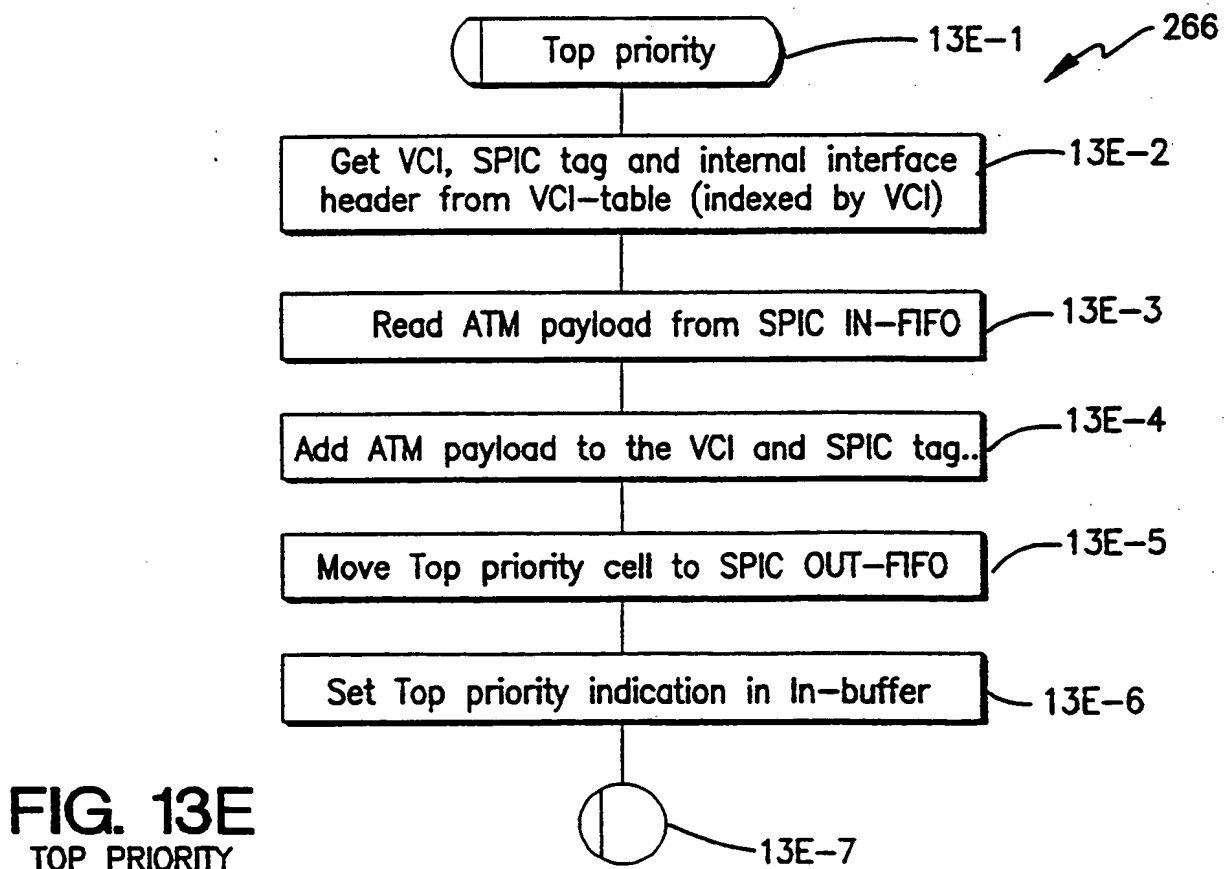 Top priority
13E-1
266
Get VCI, SPIC tag and internal interface
header from VCI-table (indexed by VCI)
13E-2
Read ATM payload from SPIC IN-FIFO
13E-3
Add ATM payload to the VCI and SPIC tag..
13E-4
Move Top priority cell to SPIC OUT-FIFO
13E-5
Set Top priority indication in In-buffer
13E-6
13E-7
FIG. 13E
TOP PRIORITY